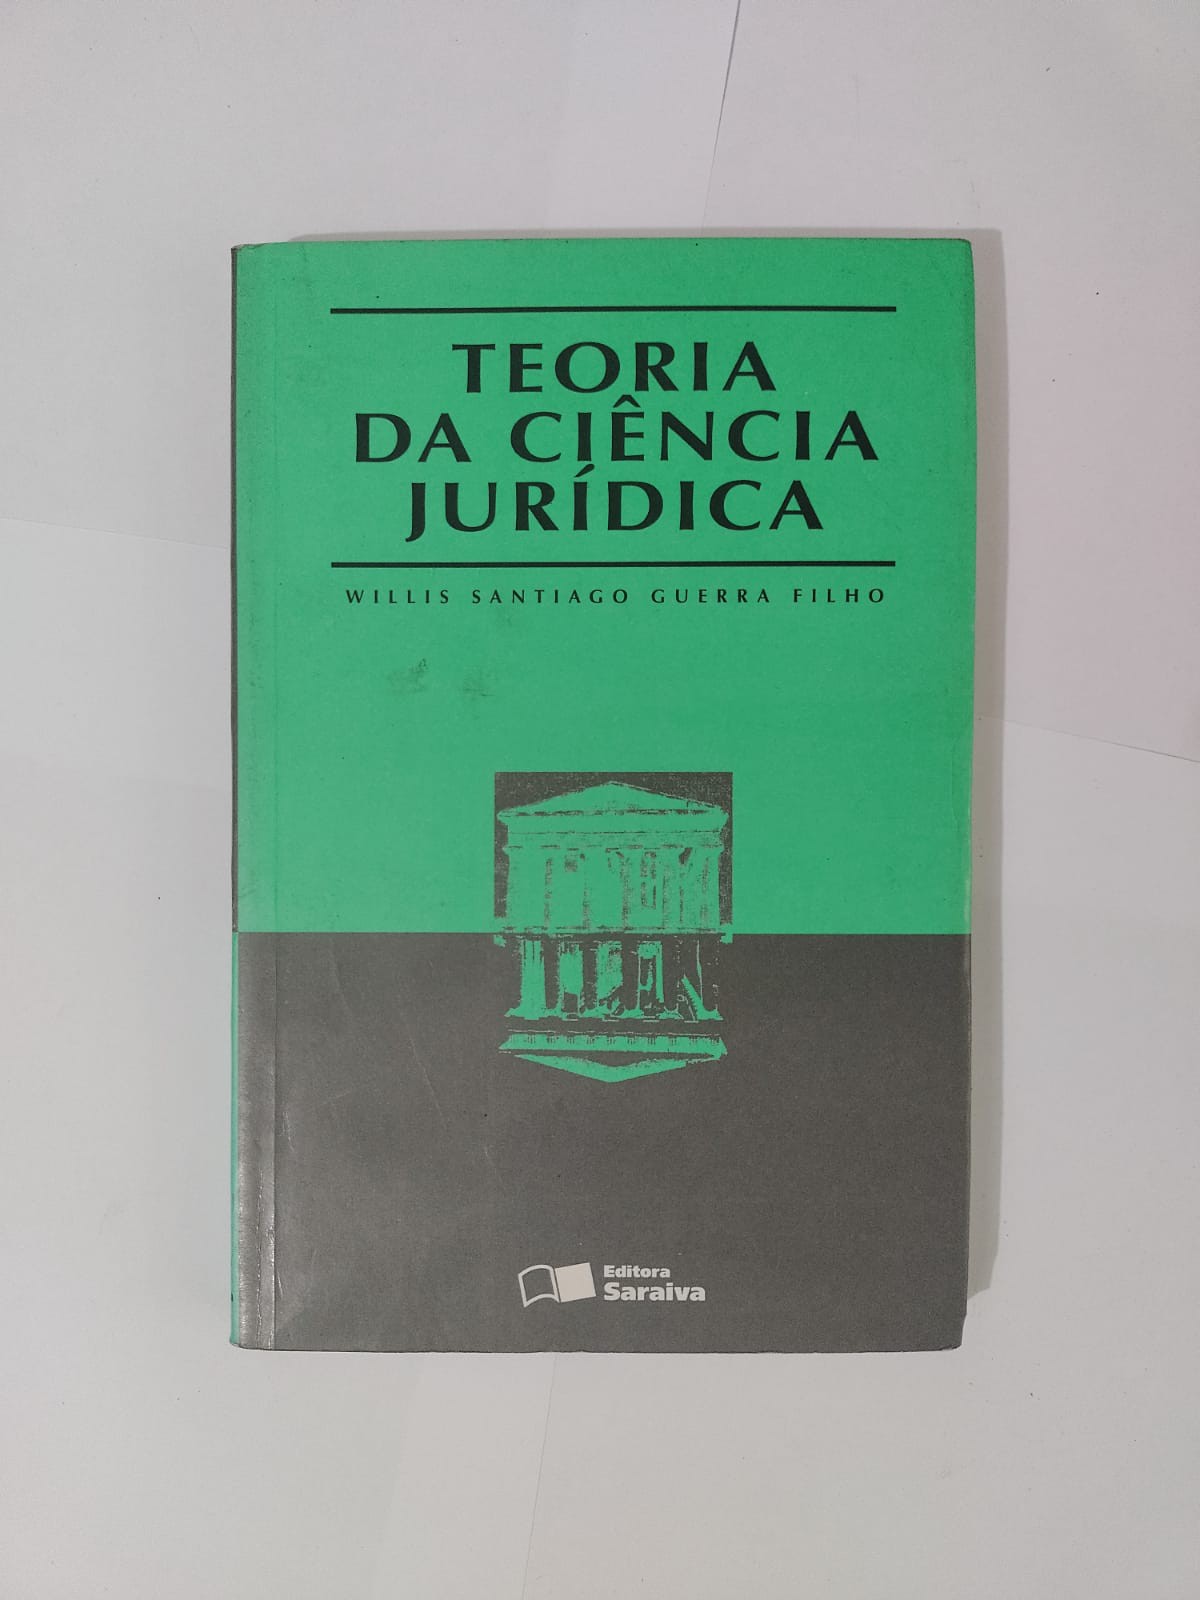 TEORIA
DA CIÊNCIA
JURÍDICA
WILLIS SANTIAGO GUERRA FILHO
Editora
Saraiva